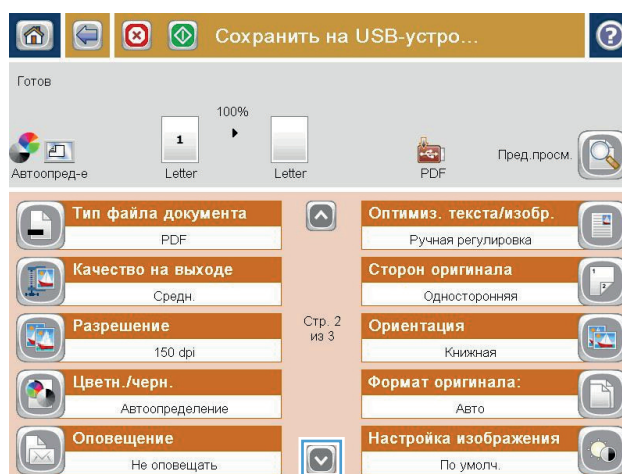 Сохранить на USB-устро...
?
Готов
100%
1
Автоопред-е
Letter
Letter
PDF
Пред.просм.
Тип файла документа
PDF
Качество на выходе
Средн.
Разрешение
150 dpi
Цветн./черн.
Автоопределение
Оповещение
Не оповещать
Стр. 2
из 3
Оптимиз. текста/изобр.
Ручная регулировка
Сторон оригинала
Односторонняя
1
2
Ориентация
Книжная
Формат оригинала:
Авто
Настройка изображения
По умолч.